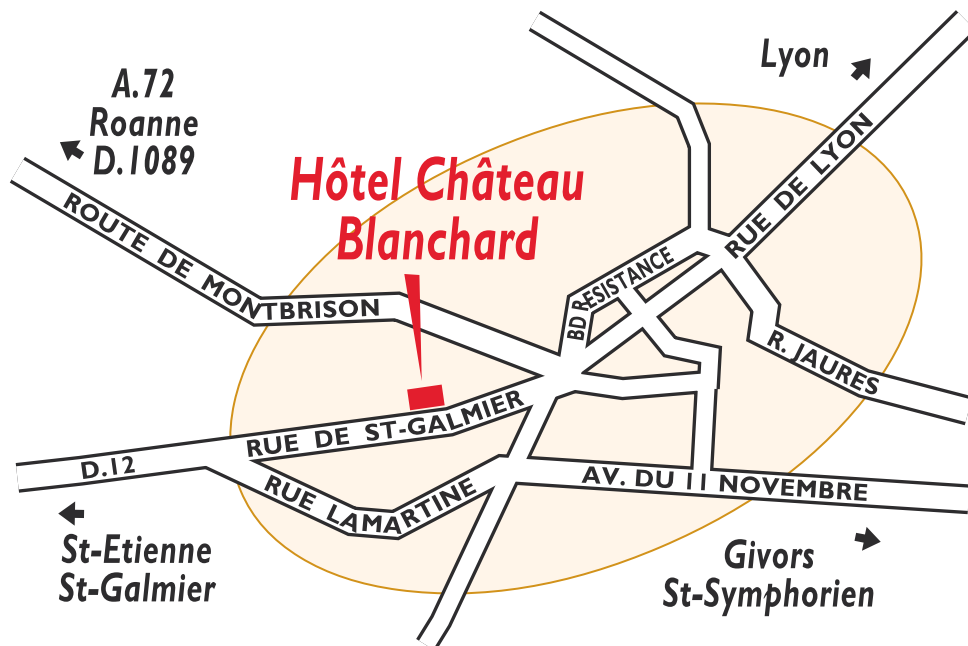 Lyon
A.72
Roanne
D.1089
Hôtel Château
Blanchard
ROUTE DE MONTBRISON
RUE DE LYON
BD RESISTANCE
R. JAURES
RUE DE ST-GALMIER
D.12
RUE LAMARTINE
AV. DU 11 NOVEMBRE
St-Etienne
St-Galmier
Givors
St-Symphorien